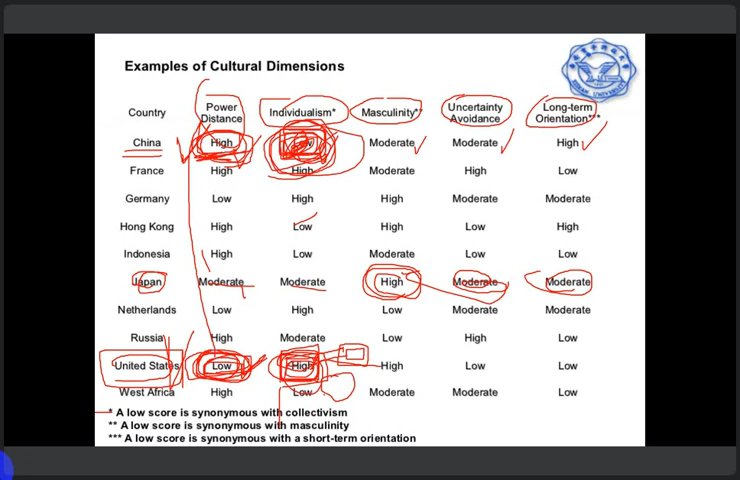 Examples of Cultural Dimensions
Country Power Distance Individualism* Masculinity** Uncertainty Avoidance Long-term Orientation***
China High Moderate Moderate High
France High High Moderate High Low
Germany Low High High Moderate Moderate
Hong Kong High Low High Low High
Indonesia High Low Moderate Low Low
Japan Moderate Moderate High Moderate Moderate
Netherlands Low High Low Moderate Moderate
Russia High Moderate Low High Low
United States Low High High Low Low
West Africa High Low Moderate Moderate Low
* A low score is synonymous with collectivism
** A low score is synonymous with masculinity
*** A low score is synonymous with a short-term orientation